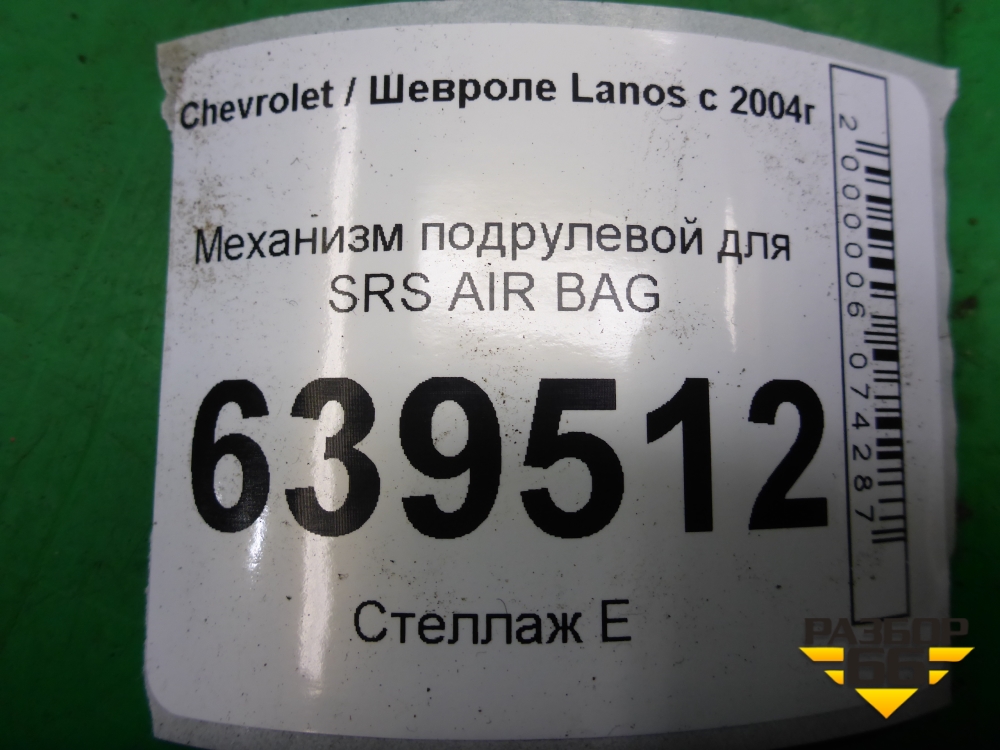 Chevrolet / Шевроле Lanos с 2004г
Механизм подрулевой для
SRS AIR BAG
639512
Стеллаж Е
2000006074287
РАЗБОР
66